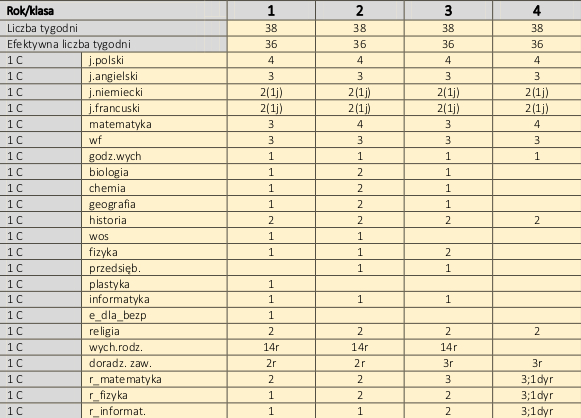 Rok/klasa 1 2 3 4
Liczba tygodni 38 38 38 38
Efektywna liczba tygodni 36 36 36 36
1 C j.polski 4 4 4 4
1 C j.angielski 3 3 3 3
1 C j.niemiecki 2(1j) 2(1j) 2(1j) 2(1j)
1 C j.francuski 2(1j) 2(1j) 2(1j) 2(1j)
1 C matematyka 3 4 3 4
1 C wf 3 3 3 3
1 C godz.wych 1 1 1 1
1 C biologia 1 2 1
1 C chemia 1 2 1
1 C geografia 1 2 1
1 C historia 2 2 2 2
1 C wos 1 1
1 C fizyka 1 1 2
1 C przedsięb. 1 1
1 C plastyka 1
1 C informatyka 1 1 1
1 C e_dla_bezp 1
1 C religia 2 2 2 2
1 C wych.rodz. 14r 14r 14r
1 C doradz. zaw. 2r 2r 3r 3r
1 C r_matematyka 2 2 3 3;1dyr
1 C r_fizyka 1 1 2 3;1dyr
1 C r_informat. 1 1 2 3;1dyr